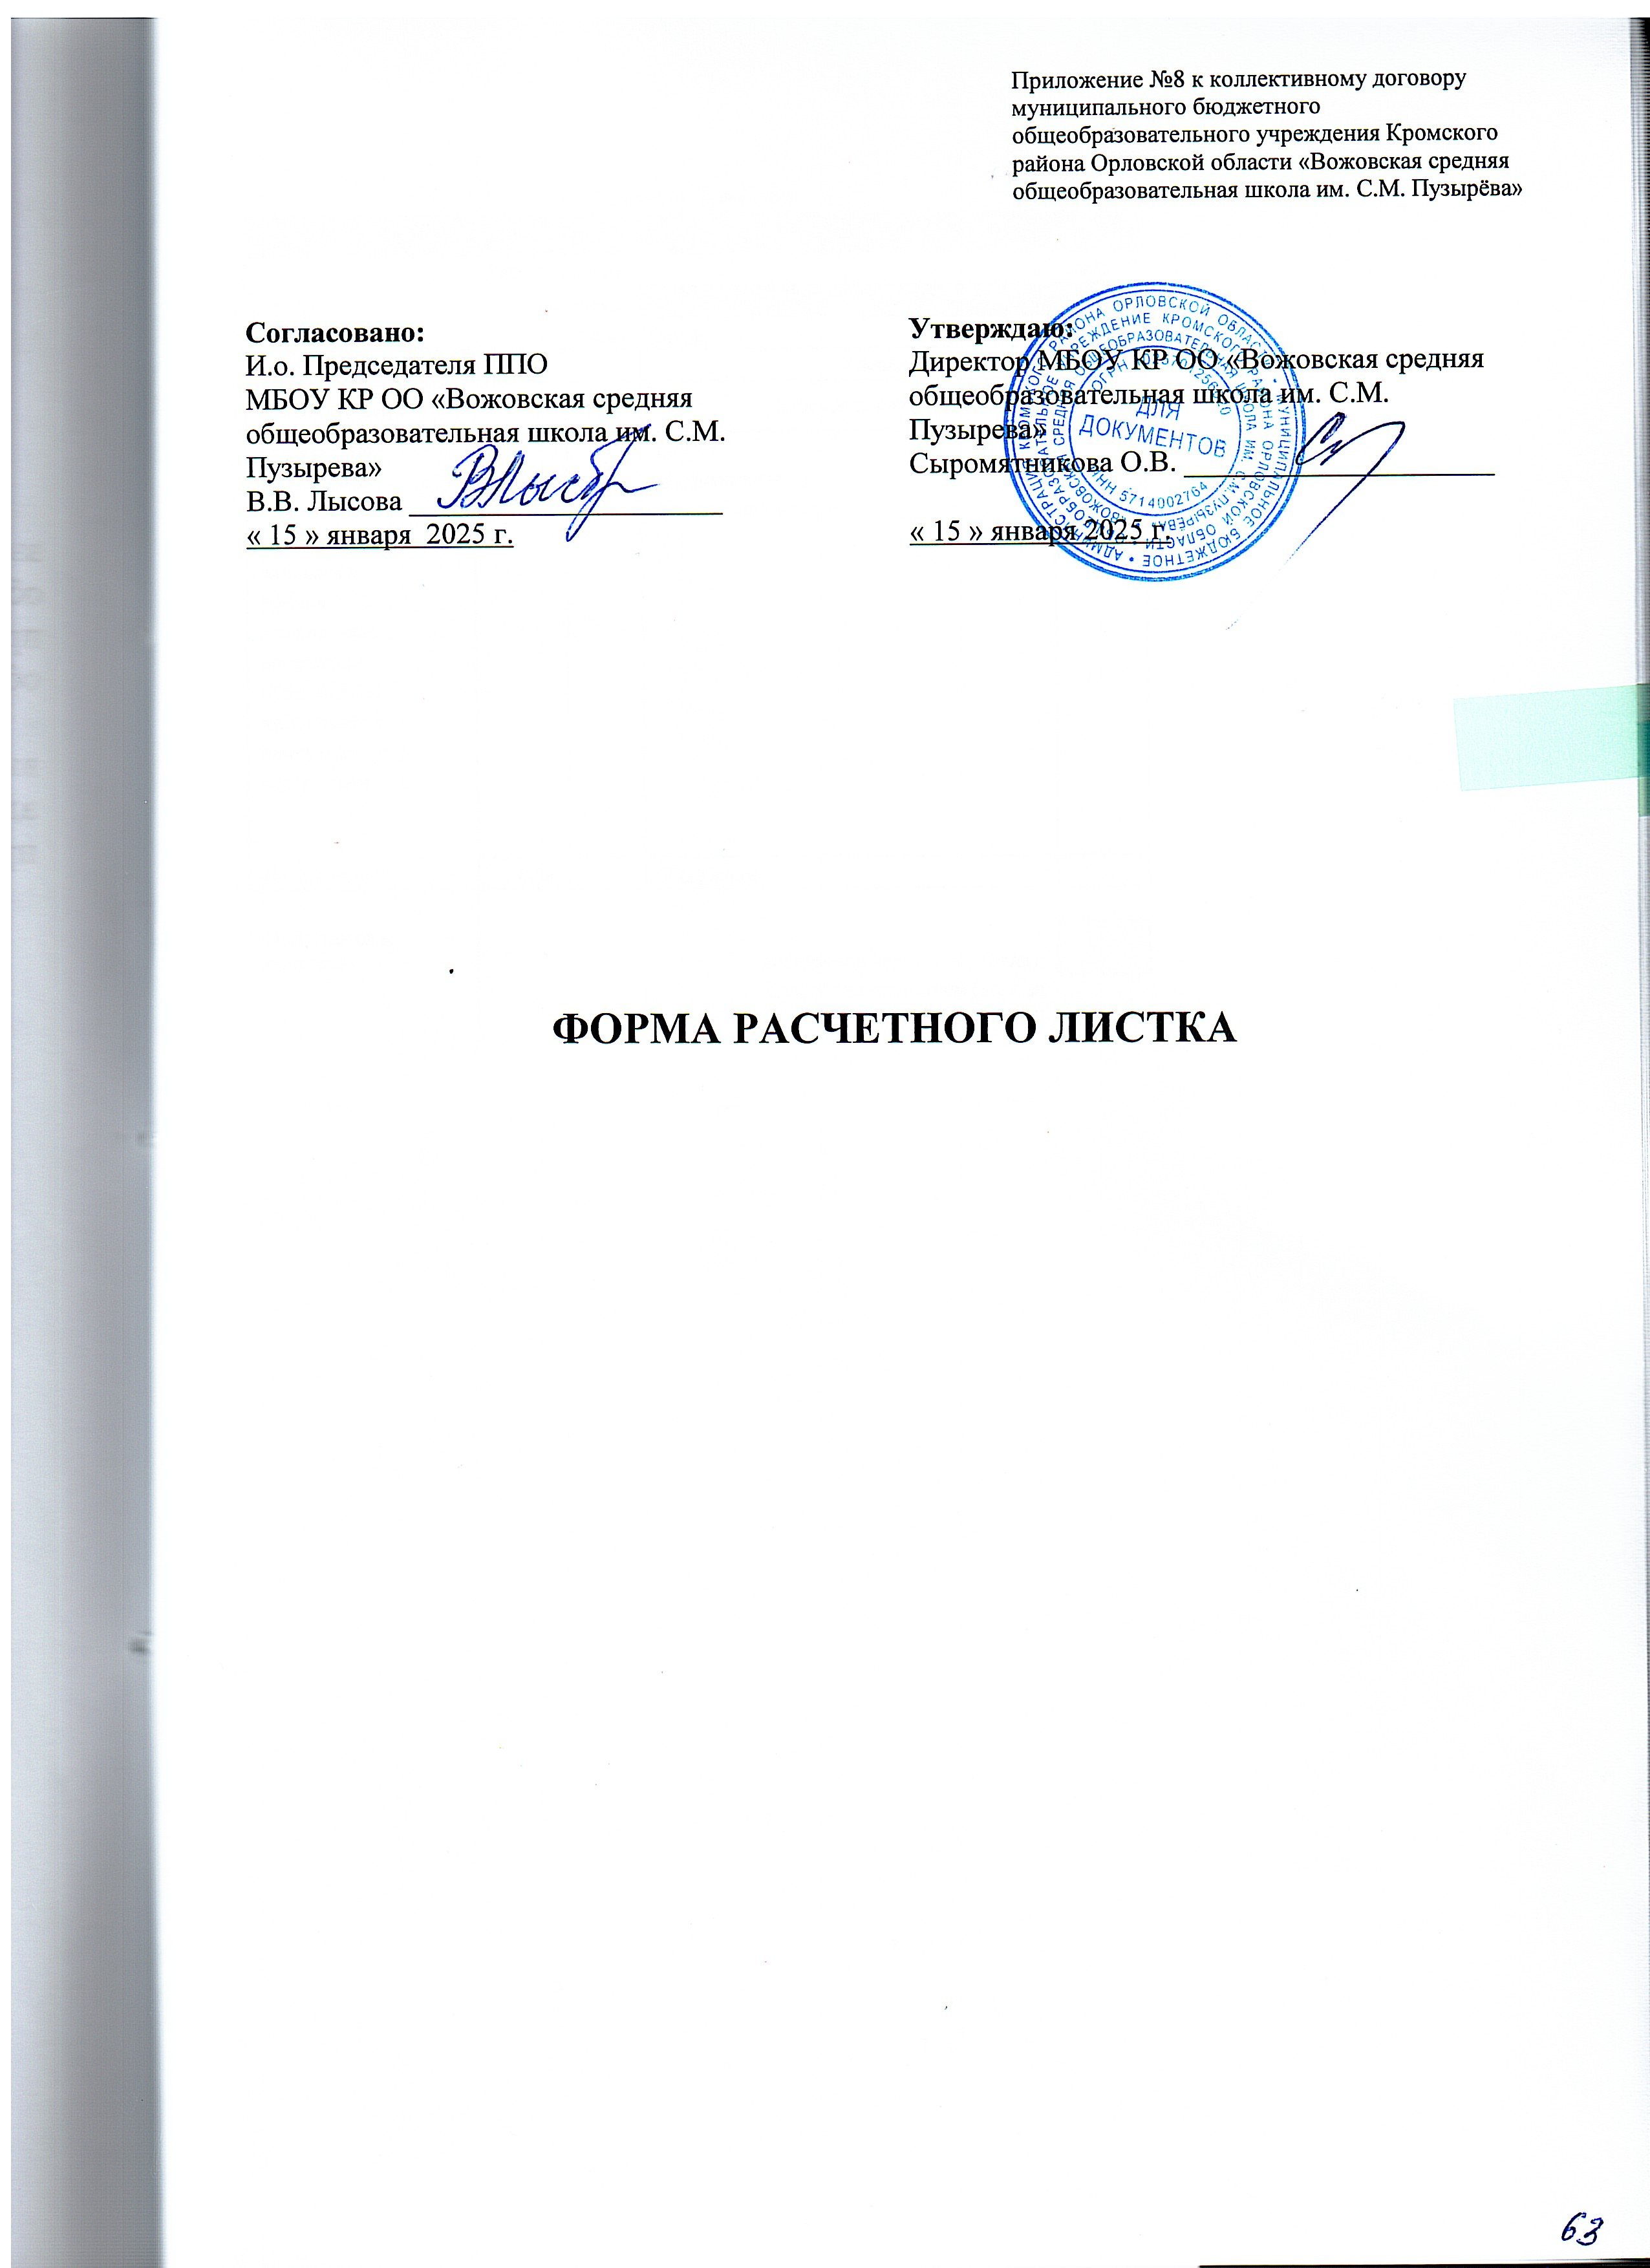 Приложение №8 к коллективному договору
муниципального бюджетного
общеобразовательного учреждения Кромского
района Орловской области «Вожовская средняя
общеобразовательная школа им. С.М. Пузырёва»
Согласовано:
И.о. Председателя ППО
МБОУ КР ОО «Вожовская средняя
общеобразовательная школа им. С.М.
Пузырева»
В.В. Лысова
« 15 » января 2025 г.
Утверждаю:
Директор МБОУ КР ОО «Вожовская средняя
общеобразовательная школа им. С.М.
Пузырева»
Сыромятникова О.В.
« 15 » января 2025 г.
ДЛЯ
ДОКУМЕНТОВ
ИНН 5714002764
ФОРМА РАСЧЕТНОГО ЛИСТКА
63